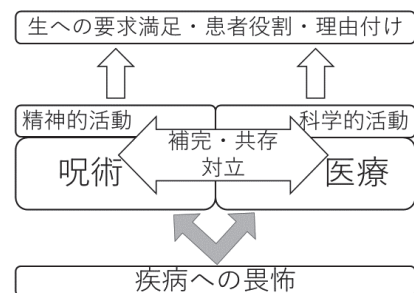 生への要求満足・患者役割・理由付け
精神的活動
科学的活動
補完・共存
対立
呪術
医療
疾病への畏怖